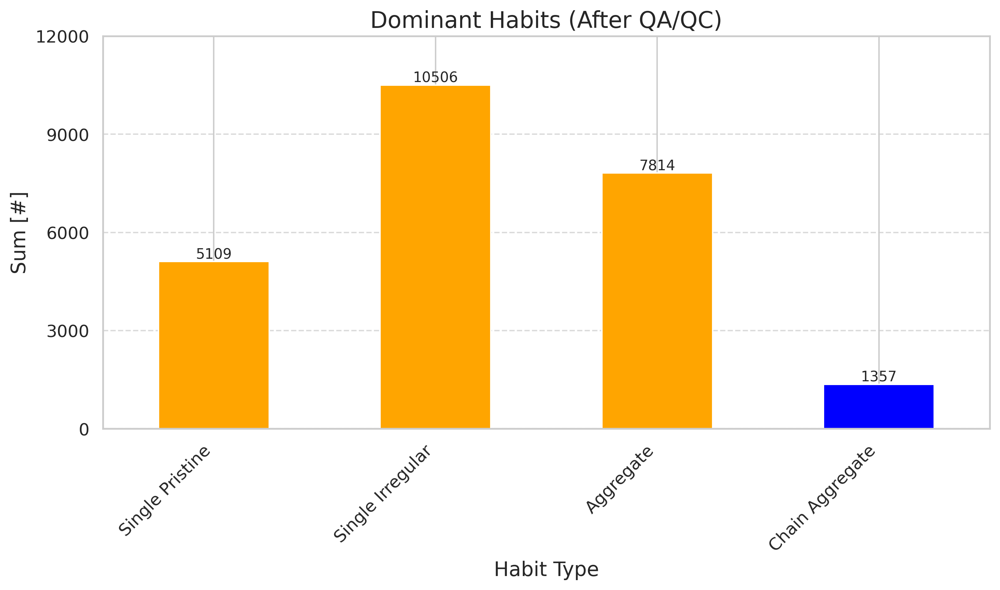 Dominant Habits (After QA/QC)
12000
9000
6000
3000
0
Sum [#]
5109
10506
7814
1357
Single Pristine
Single Irregular
Aggregate
Chain Aggregate
Habit Type